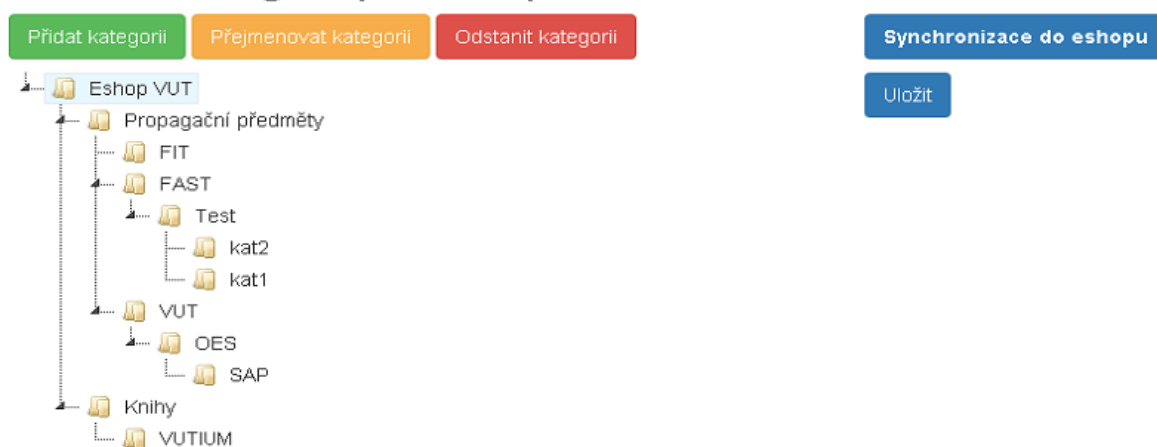 Přidat kategorii Přejmenovat kategorii Odstanit kategorii Synchronizace do eshopu
Eshop VUT Uložit
Propagační předměty
FIT
FAST
Test
kat2
kat1
VUT
OES
SAP
Knihy
VUTIUM